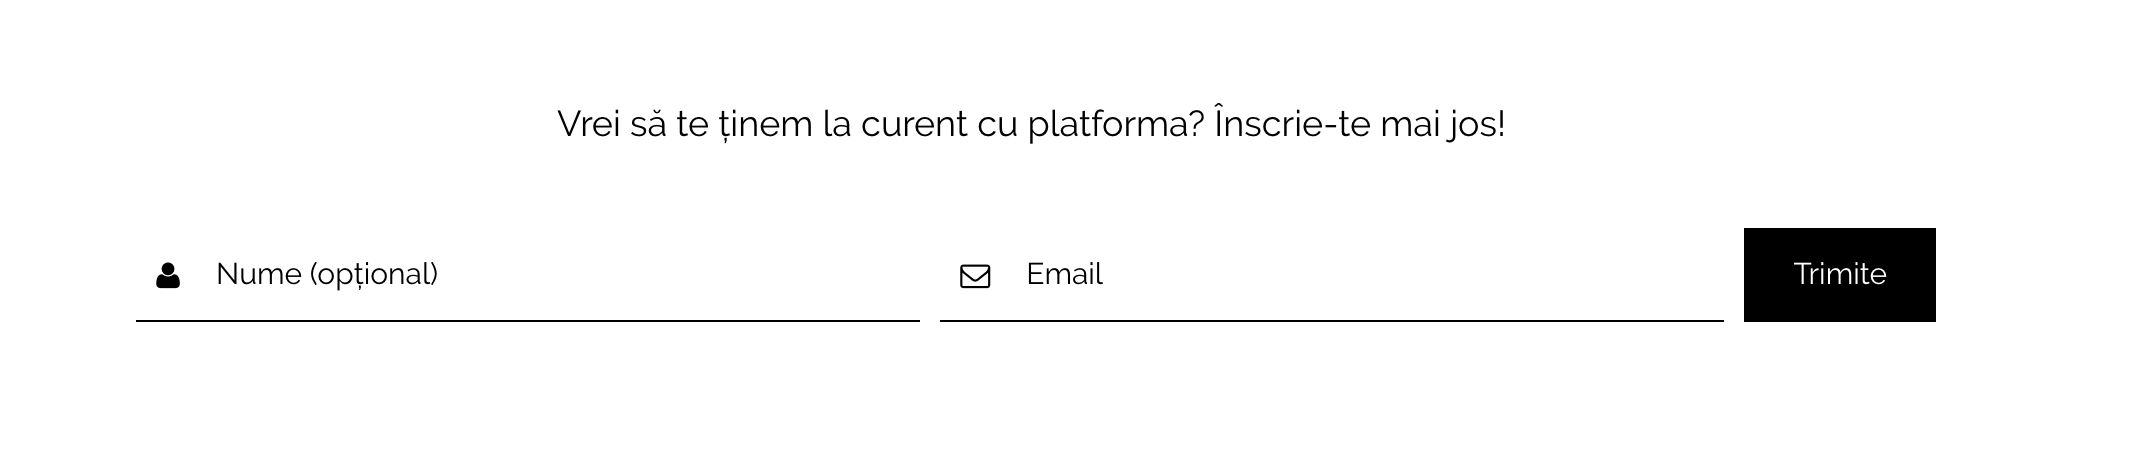 Vrei să te ținem la curent cu platforma? Înscrie-te mai jos!
Nume (opțional)
Email
Trimite